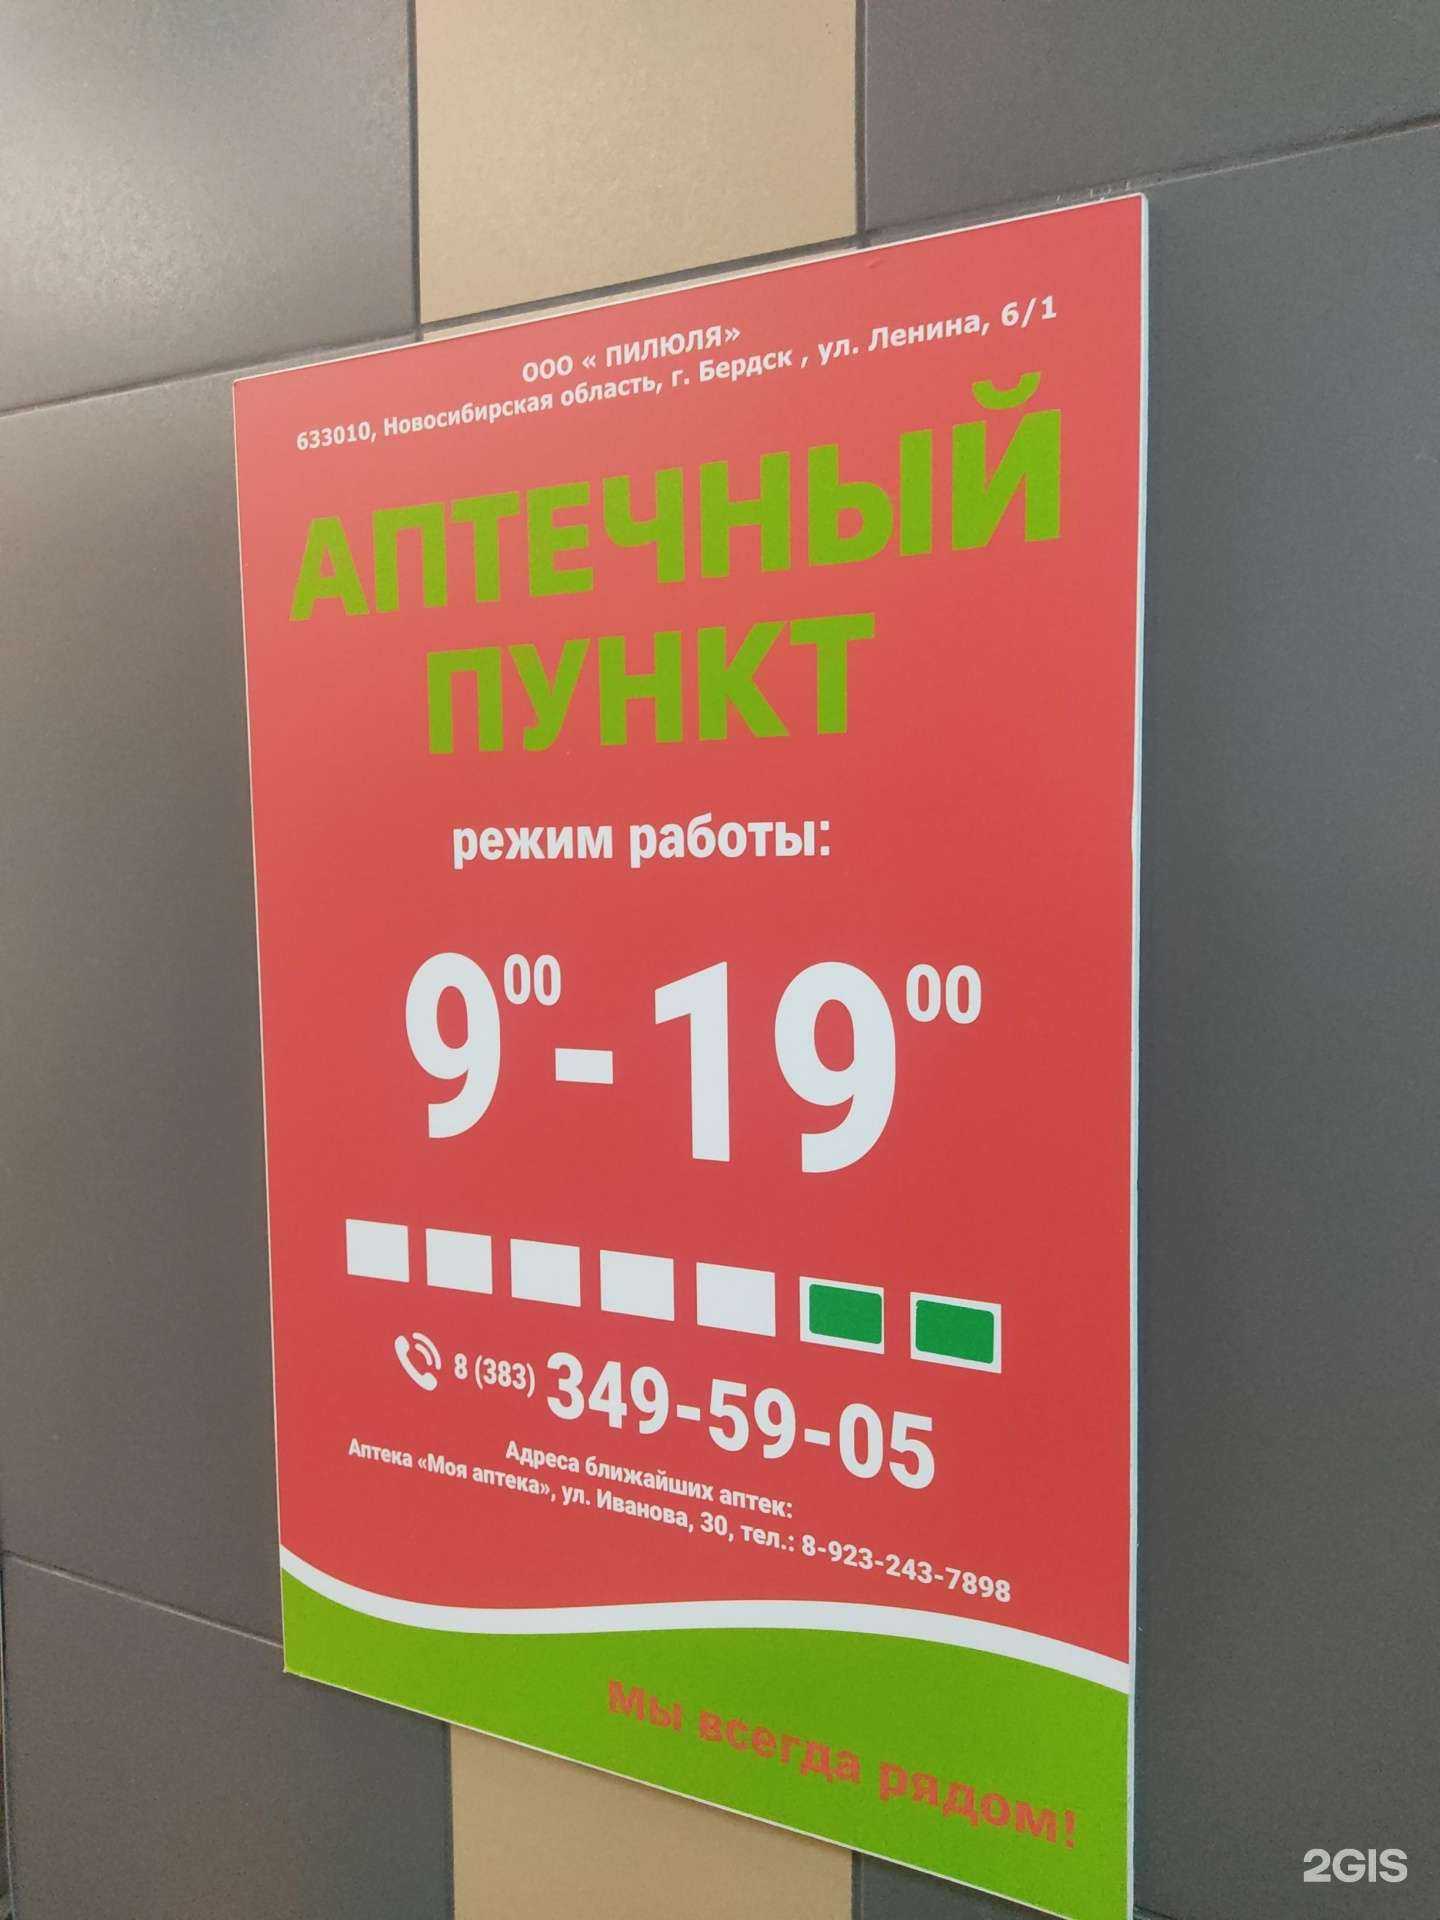 ООО « ПИЛЮЛЯ»
633010, Новосибирская область, г. Бердск , ул. Ленина, 6/1
АПТЕЧНЫЙ
ПУНКТ
режим работы:
9⁰⁰-19⁰⁰
8 (383) 349-59-05
Адреса ближайших аптек:
Аптека «Моя аптека», ул. Иванова, 30, тел.: 8-923-243-7898
Мы всегда рядом!
2GIS